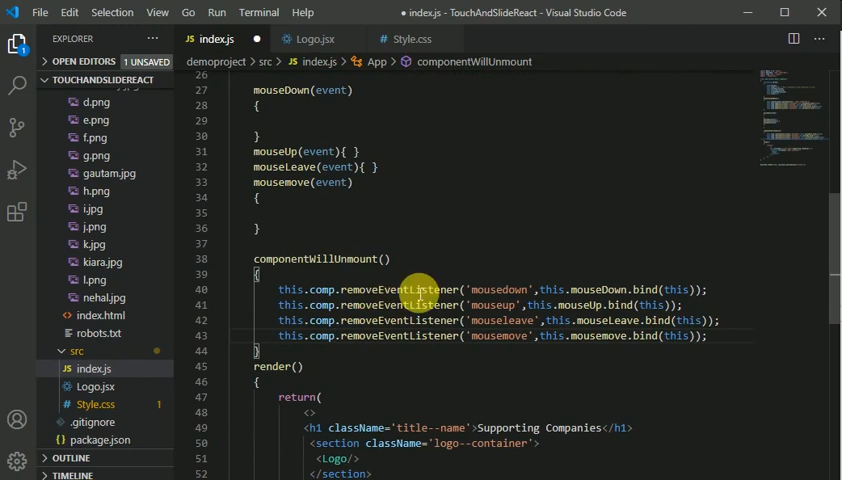 File Edit Selection View Go Run Terminal Help ● index.js - TouchAndSlideReact - Visual Studio Code
EXPLORER ··· JS index.js ● Logo.jsx # Style.css ···
1
OPEN EDITORS 1 UNSAVED
demoproject > src > JS index.js > App > componentWillUnmount
TOUCHANDSLIDEREACT
d.png
e.png
f.png
g.png
gautam.jpg
h.png
i.jpg
j.png
k.jpg
kiara.jpg
l.png
nehal.jpg
<> index.html
robots.txt
src
JS index.js
Logo.jsx
# Style.css 1
.gitignore
package.json
OUTLINE
TIMELINE
26
27 mouseDown(event)
28 {
29
30 }
31 mouseUp(event){ }
32 mouseLeave(event){ }
33 mousemove(event)
34 {
35
36 }
37
38 componentWillUnmount()
39 {
40 this.comp.removeEventListener('mousedown',this.mouseDown.bind(this));
41 this.comp.removeEventListener('mouseup',this.mouseUp.bind(this));
42 this.comp.removeEventListener('mouseleave',this.mouseLeave.bind(this));
43 this.comp.removeEventListener('mousemove',this.mousemove.bind(this));
44 }
45 render()
46 {
47 return(
48 <>
49 <h1 className='title--name'>Supporting Companies</h1>
50 <section className='logo--container'>
51 <Logo/>
52 </section>